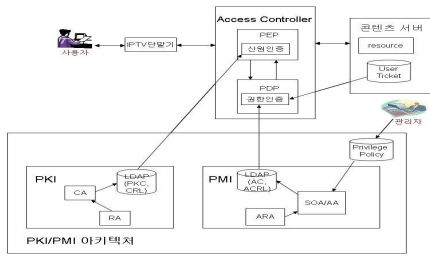 Access Controller
PEP
신원인증
PDP
권한인증
사용자
IPTV단말기
콘텐츠 서버
resource
User
Ticket
관리자
Privilege
Policy
PKI
LDAP
(PKC,
CRL)
CA
RA
PMI
LDAP
(AC,
ACRL)
SOA/AA
ARA
PKI/PMI 아키텍쳐